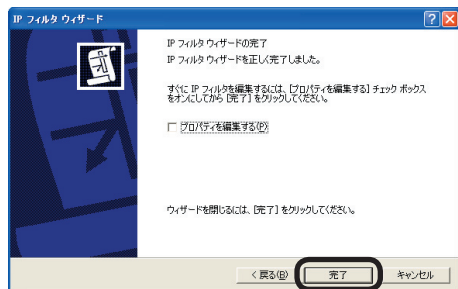 IP フィルタ ウィザード
IP フィルタ ウィザードの完了
IP フィルタ ウィザードを正しく完了しました。
すぐに IP フィルタを編集するには、[プロパティを編集する] チェック ボックス
をオンにしてから [完了] をクリックしてください。
プロパティを編集する(P)
ウィザードを閉じるには、[完了] をクリックしてください。
< 戻る(B)
完了
キャンセル